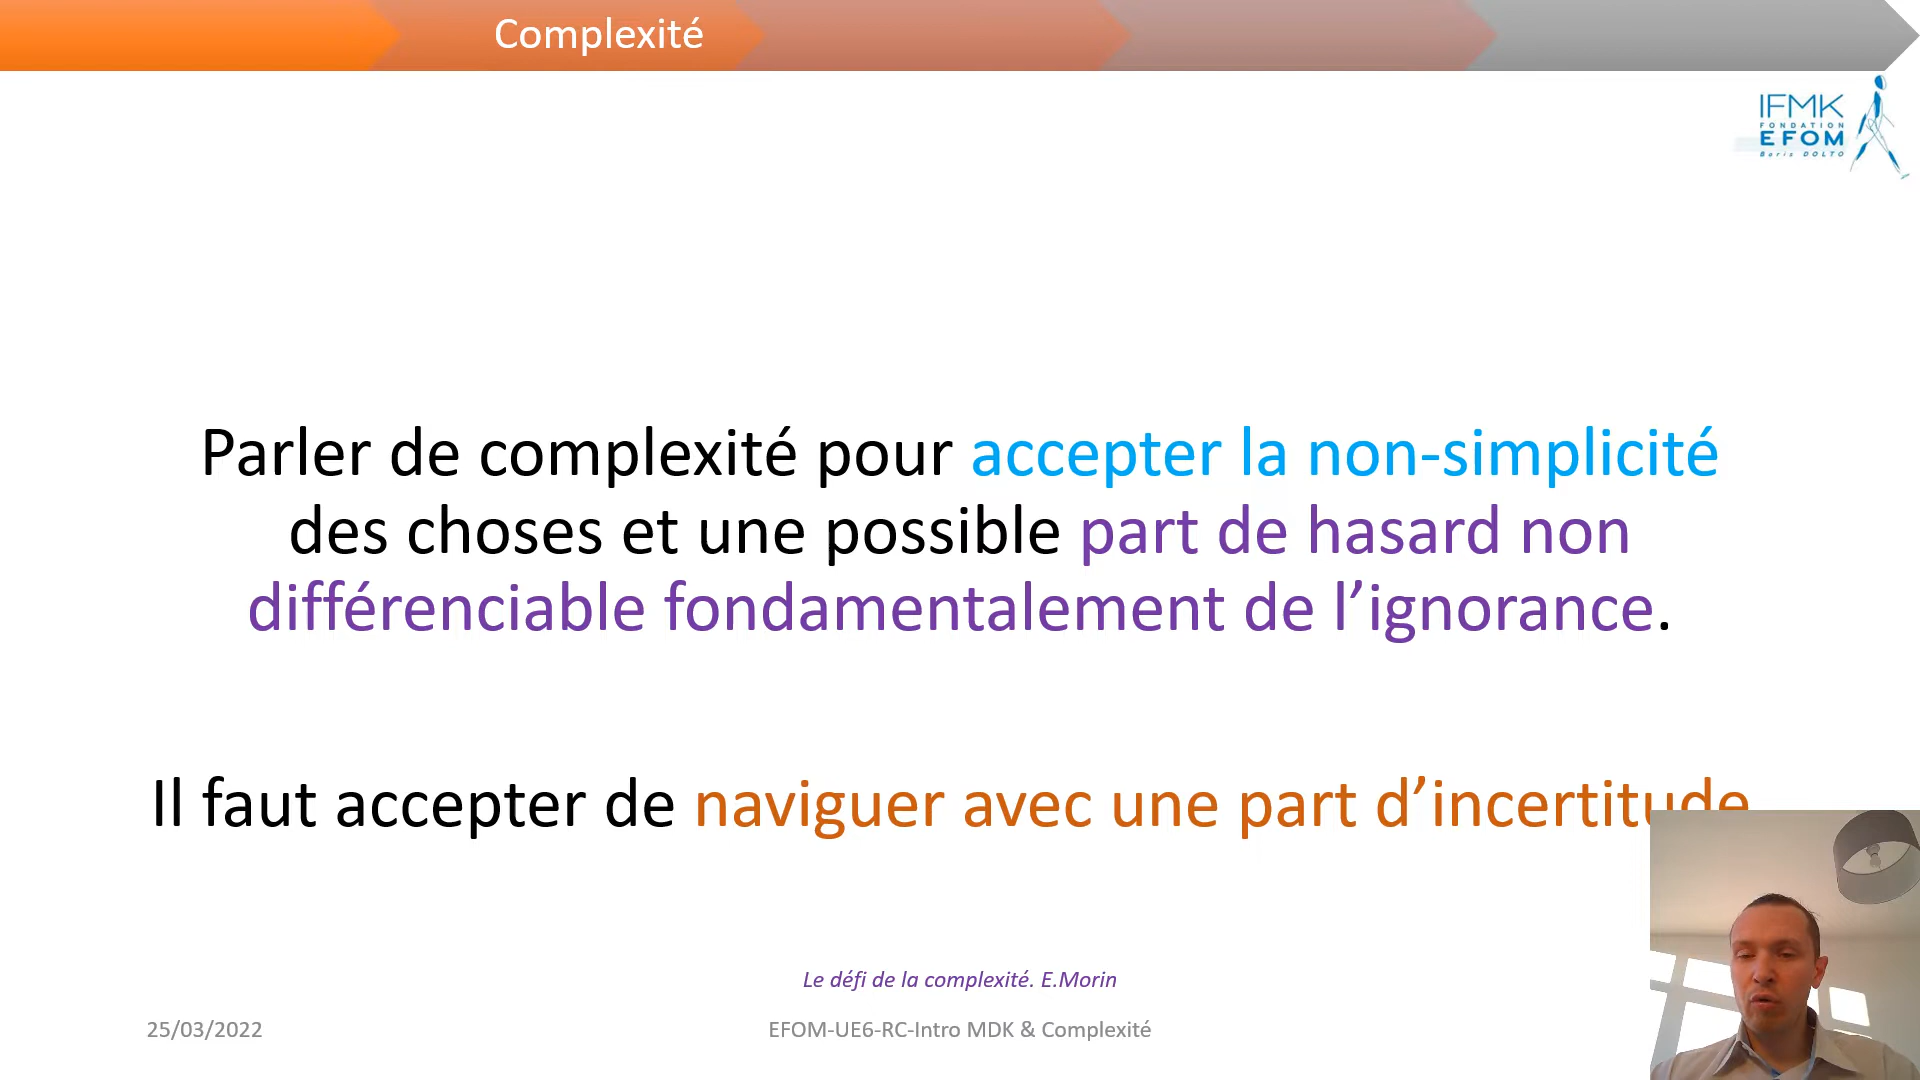 Complexité
IFMK
FONDATION
EFOM
Boris DOLTO
Parler de complexité pour accepter la non-simplicité
des choses et une possible part de hasard non
différenciable fondamentalement de l’ignorance.
Il faut accepter de naviguer avec une part d’incertitude
Le défi de la complexité. E.Morin
25/03/2022
EFOM-UE6-RC-Intro MDK & Complexité